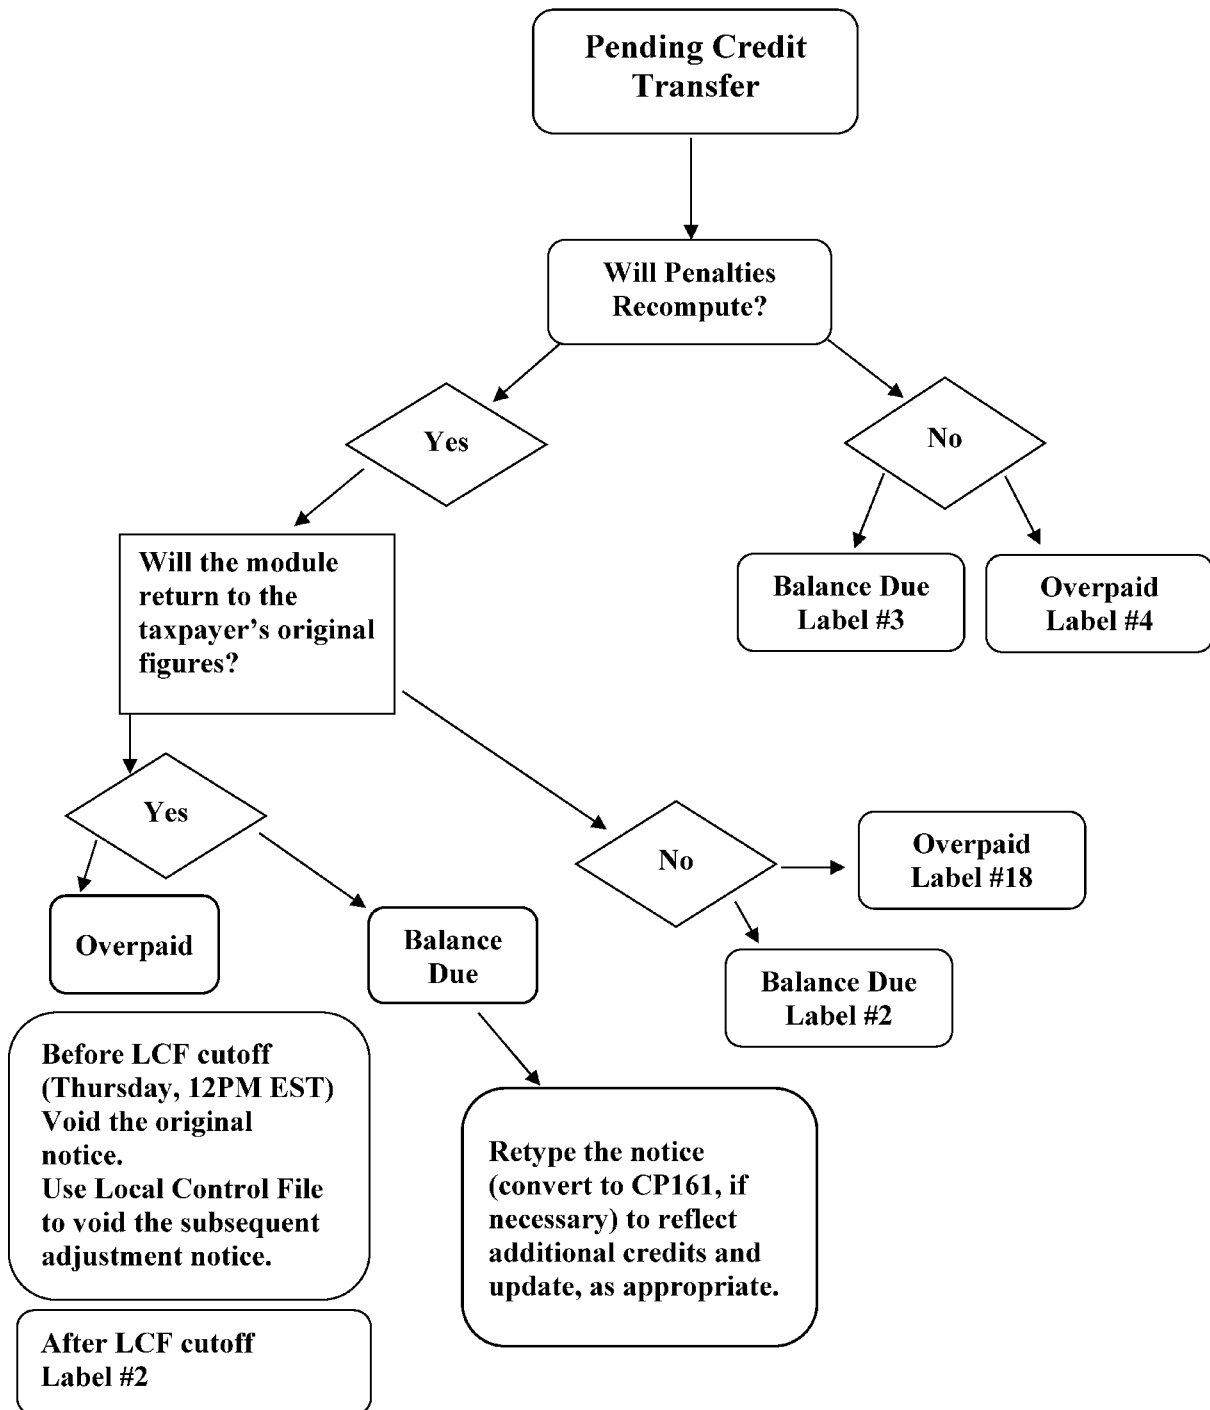 Pending Credit
Transfer
Will Penalties
Recompute?
Yes
No
Will the module
return to the
taxpayer’s original
figures?
Balance Due
Label #3
Overpaid
Label #4
Yes
No
Overpaid
Label #18
Overpaid
Balance
Due
Balance Due
Label #2
Before LCF cutoff
(Thursday, 12PM EST)
Void the original
notice.
Use Local Control File
to void the subsequent
adjustment notice.
Retype the notice
(convert to CP161, if
necessary) to reflect
additional credits and
update, as appropriate.
After LCF cutoff
Label #2